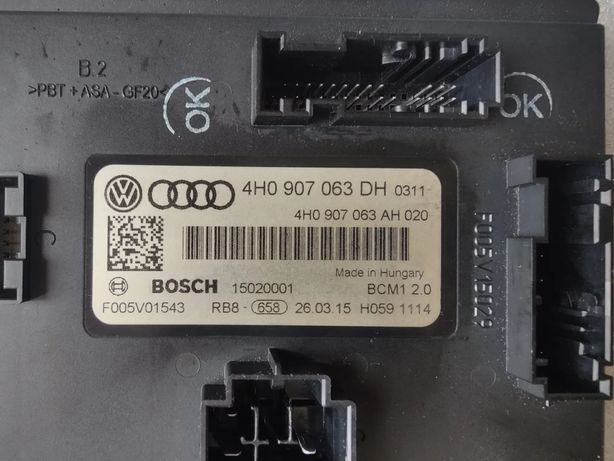 B.2
>PBT+ASA-GF20<
OK
OK
4H0 907 063 DH 0311
4H0 907 063 AH 020
Made in Hungary
BOSCH 15020001 BCM1 2.0
F005V01543 RB8-658 26.03.15 H059 1114
F005V15029